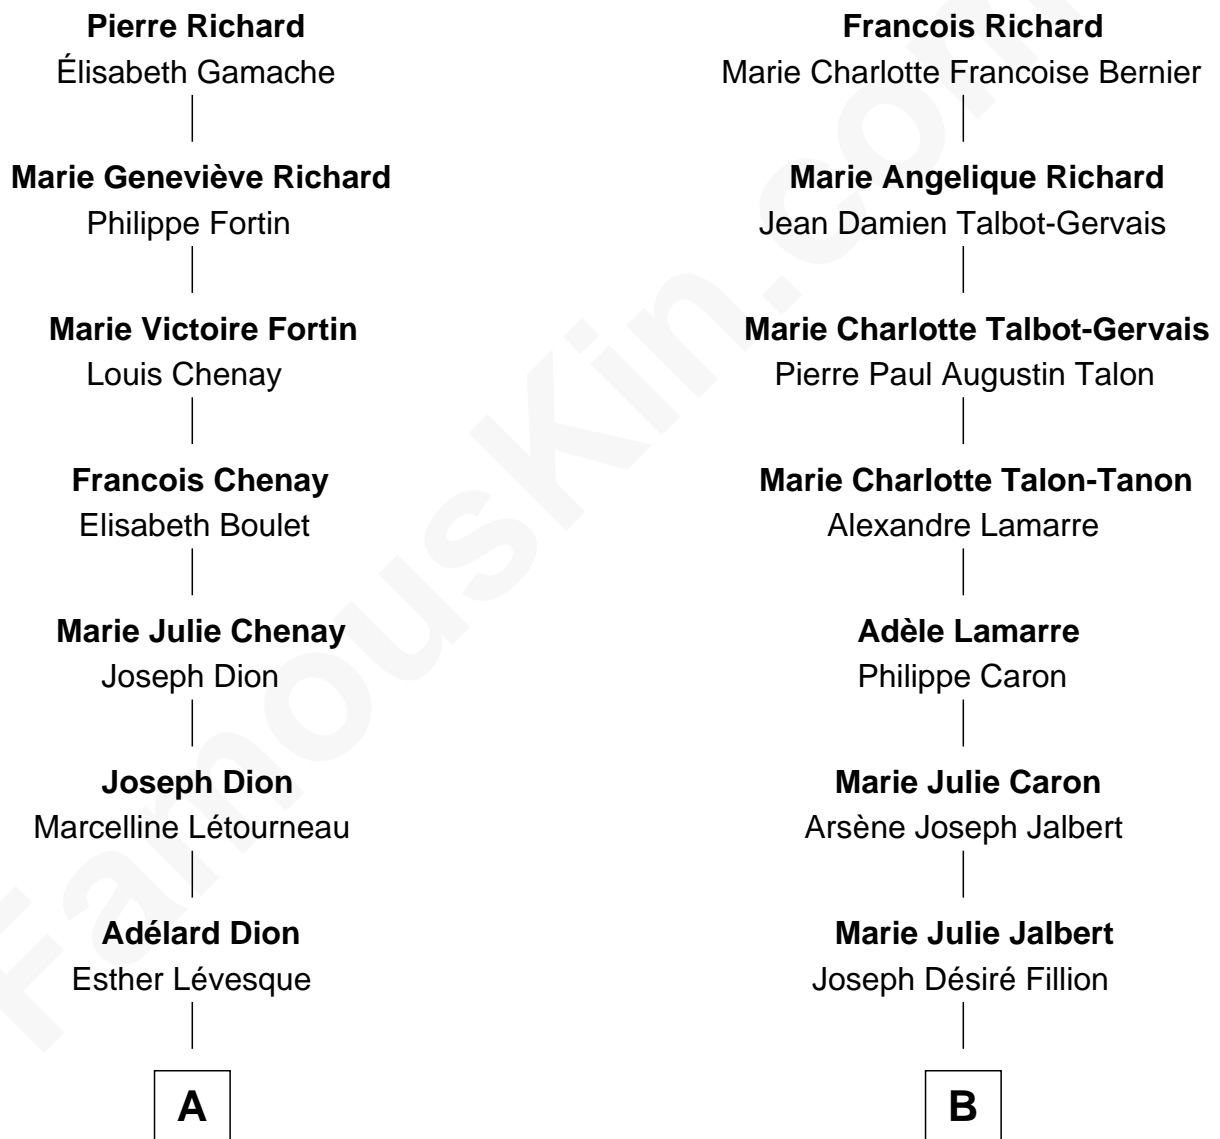 Pierre Richard
Élisabeth Gamache
Marie Geneviève Richard
Philippe Fortin
Marie Victoire Fortin
Louis Chenay
Francois Chenay
Elisabeth Boulet
Marie Julie Chenay
Joseph Dion
Joseph Dion
Marcelline Létourneau
Adélard Dion
Esther Lévesque
A
Francois Richard
Marie Charlotte Francoise Bernier
Marie Angelique Richard
Jean Damien Talbot-Gervais
Marie Charlotte Talbot-Gervais
Pierre Paul Augustin Talon
Marie Charlotte Talon-Tanon
Alexandre Lamarre
Adèle Lamarre
Philippe Caron
Marie Julie Caron
Arsène Joseph Jalbert
Marie Julie Jalbert
Joseph Désiré Fillion
B
FamousKin.com